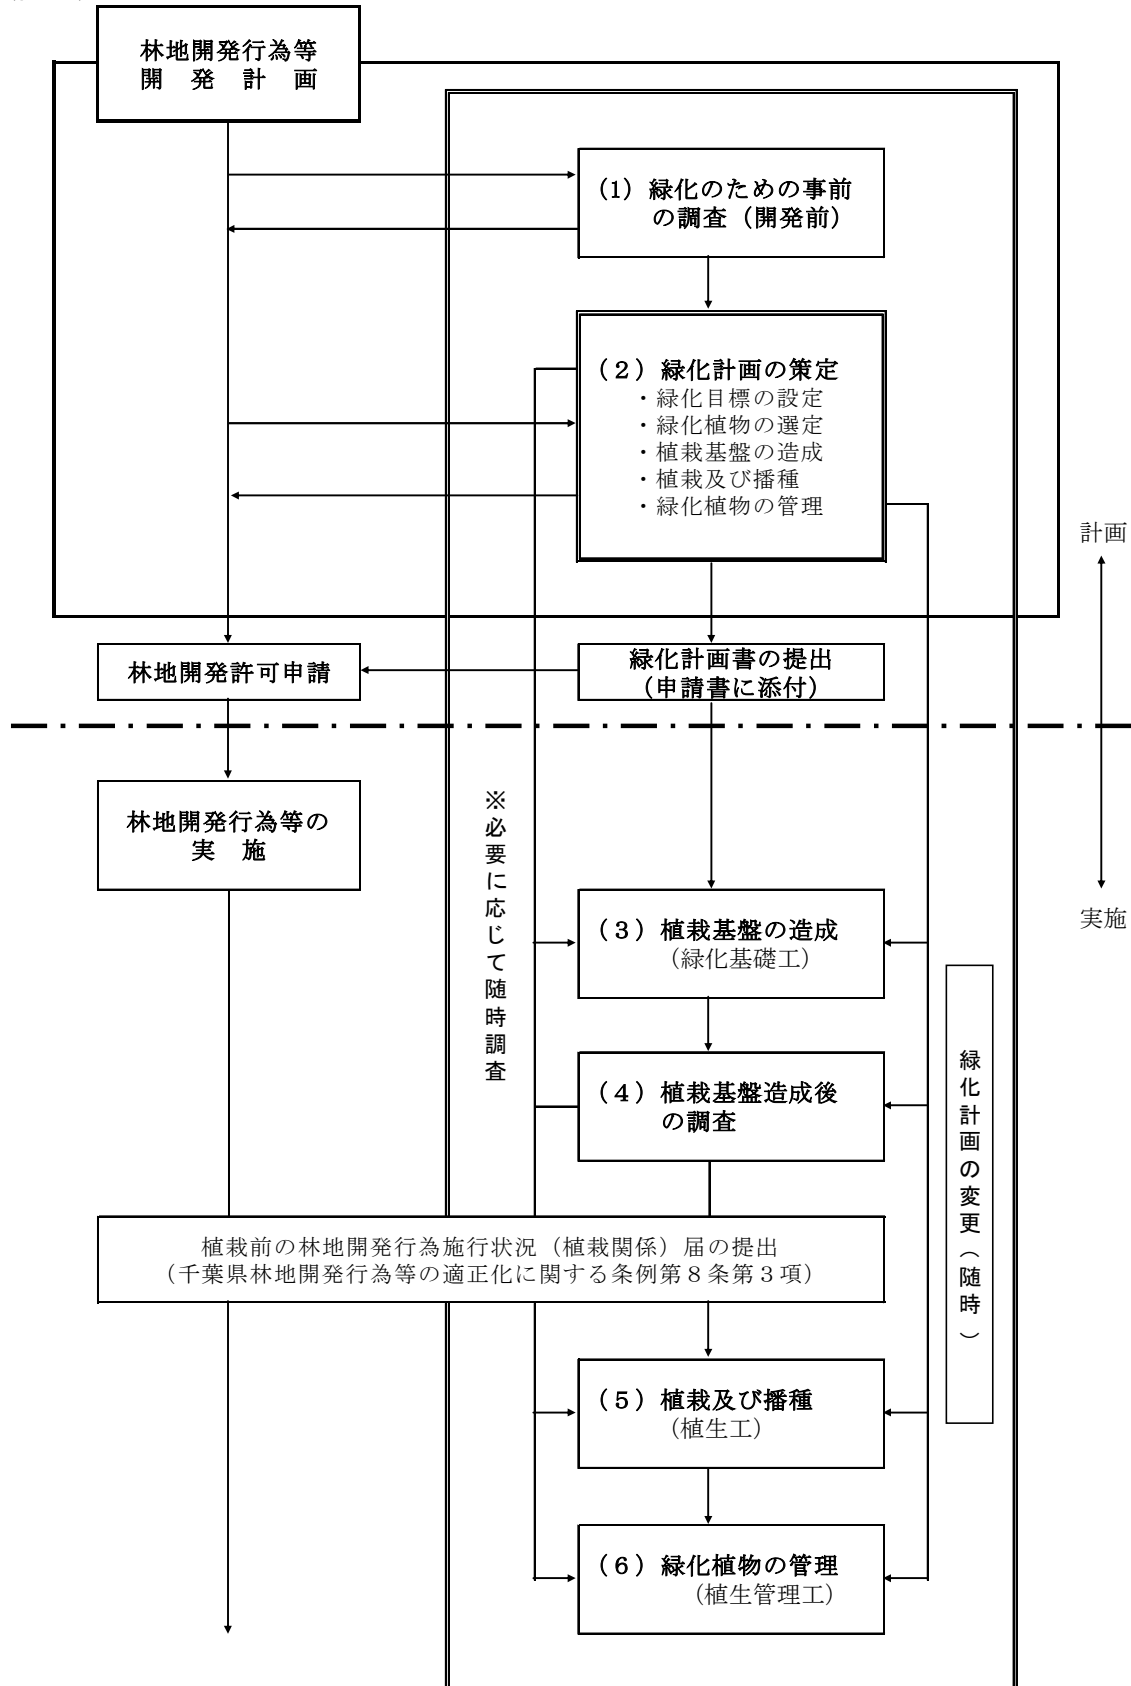 林地開発行為等
開　発　計　画
(1) 緑化のための事前
の調査（開発前）
（２）緑化計画の策定
・緑化目標の設定
・緑化植物の選定
・植栽基盤の造成
・植栽及び播種
・緑化植物の管理
計画
林地開発許可申請
緑化計画書の提出
（申請書に添付）
林地開発行為等の
実　施
※必要に応じて随時調査
（３）植栽基盤の造成
（緑化基礎工）
実施
（４）植栽基盤造成後
の調査
緑化計画の変更（随時）
植栽前の林地開発行為施行状況（植栽関係）届の提出
（千葉県林地開発行為等の適正化に関する条例第８条第３項）
（５）植栽及び播種
（植生工）
（６）緑化植物の管理
（植生管理工）